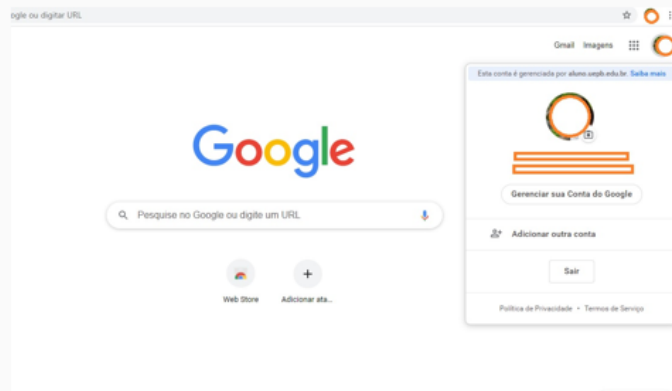 ogle ou digitar URL
Gmail Imagens
Esta conta é gerenciada por aluno.uepb.edu.br. Saiba mais
Google
Gerenciar sua Conta do Google
Pesquise no Google ou digite um URL
Adicionar outra conta
Sair
Web Store Adicionar ata...
Política de Privacidade • Termos de Serviço